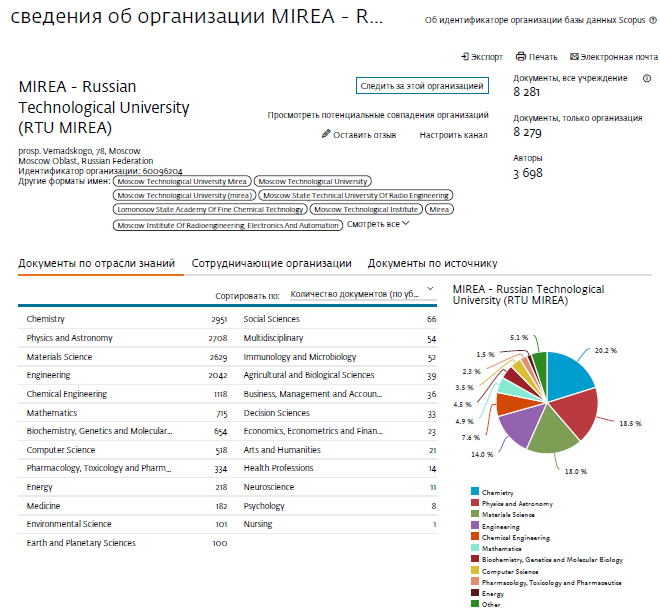 сведения об организации MIREA - R...
Об идентификаторе организации базы данных Scopus
Экспорт Печать Электронная почта
MIREA - Russian
Technological University
(RTU MIREA)
prosp. Vernadskogo, 78, Moscow
Moscow Oblast, Russian Federation
Идентификатор организации: 60096204
Другие форматы имен:
Moscow Technological University Mirea Moscow Technological University
Moscow Technological University (mirea) Moscow State Technical University Of Radio Engineering
Lomonosov State Academy Of Fine Chemical Technology Moscow Technological Institute Mirea
Moscow Institute Of Radioengineering, Electronics And Automation Смотреть все
Следить за этой организацией
Просмотреть потенциальные совпадения организаций
Оставить отзыв Настроить канал
Документы, все учреждение
8 281
Документы, только организация
8 279
Авторы
3 698
Документы по отрасли знаний Сотрудничающие организации Документы по источнику
Сортировать по: Количество документов (по уб...
Chemistry 2951
Physics and Astronomy 2708
Materials Science 2629
Engineering 2042
Chemical Engineering 1118
Mathematics 715
Biochemistry, Genetics and Molecular... 654
Computer Science 518
Pharmacology, Toxicology and Pharm... 334
Energy 218
Medicine 182
Environmental Science 101
Earth and Planetary Sciences 100
Social Sciences 66
Multidisciplinary 54
Immunology and Microbiology 52
Agricultural and Biological Sciences 39
Business, Management and Accoun... 36
Decision Sciences 33
Economics, Econometrics and Finan... 23
Arts and Humanities 21
Health Professions 14
Neuroscience 11
Psychology 8
Nursing 1
MIREA - Russian Technological
University (RTU MIREA)
5.1 %
1.5 %
2.3 %
3.5 %
4.5 %
4.9 %
7.6 %
14.0 %
18.0 %
18.5 %
20.2 %
Chemistry
Physics and Astronomy
Materials Science
Engineering
Chemical Engineering
Mathematics
Biochemistry, Genetics and Molecular Biology
Computer Science
Pharmacology, Toxicology and Pharmaceutics
Energy
Other